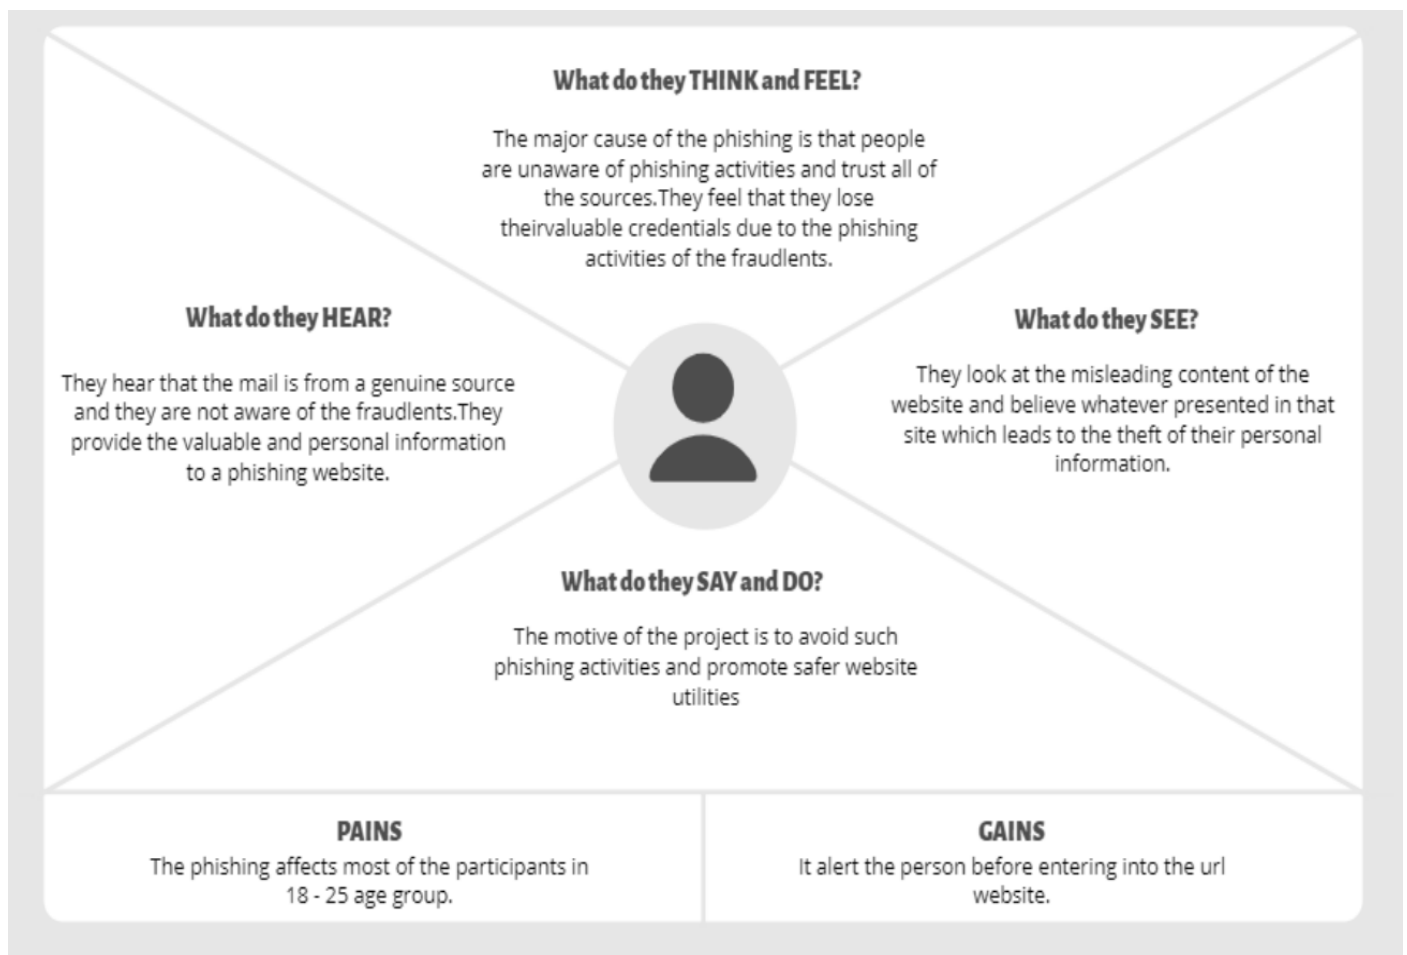 What do they THINK and FEEL?
The major cause of the phishing is that people
are unaware of phishing activities and trust all of
the sources.They feel that they lose
theirvaluable credentials due to the phishing
activities of the fraudlents.
What do they HEAR?
They hear that the mail is from a genuine source
and they are not aware of the fraudlents.They
provide the valuable and personal information
to a phishing website.
What do they SEE?
They look at the misleading content of the
website and believe whatever presented in that
site which leads to the theft of their personal
information.
What do they SAY and DO?
The motive of the project is to avoid such
phishing activities and promote safer website
utilities
PAINS
The phishing affects most of the participants in
18 - 25 age group.
GAINS
It alert the person before entering into the url
website.